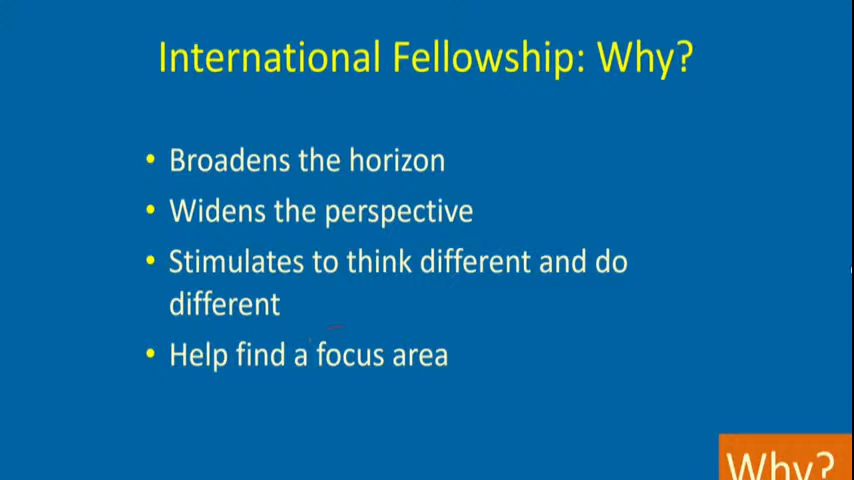 International Fellowship: Why?
• Broadens the horizon
• Widens the perspective
• Stimulates to think different and do
different
• Help find a focus area
Why?